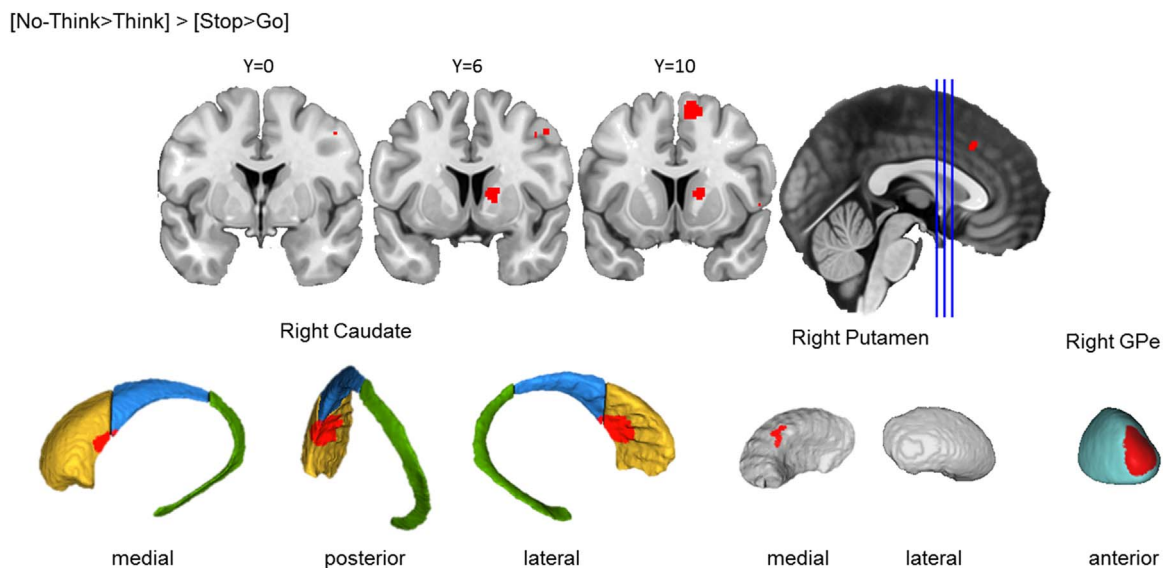 [No-Think>Think] > [Stop>Go]
Y=0
Y=6
Y=10
Right Caudate
Right Putamen
Right GPe
medial
posterior
lateral
medial
lateral
anterior